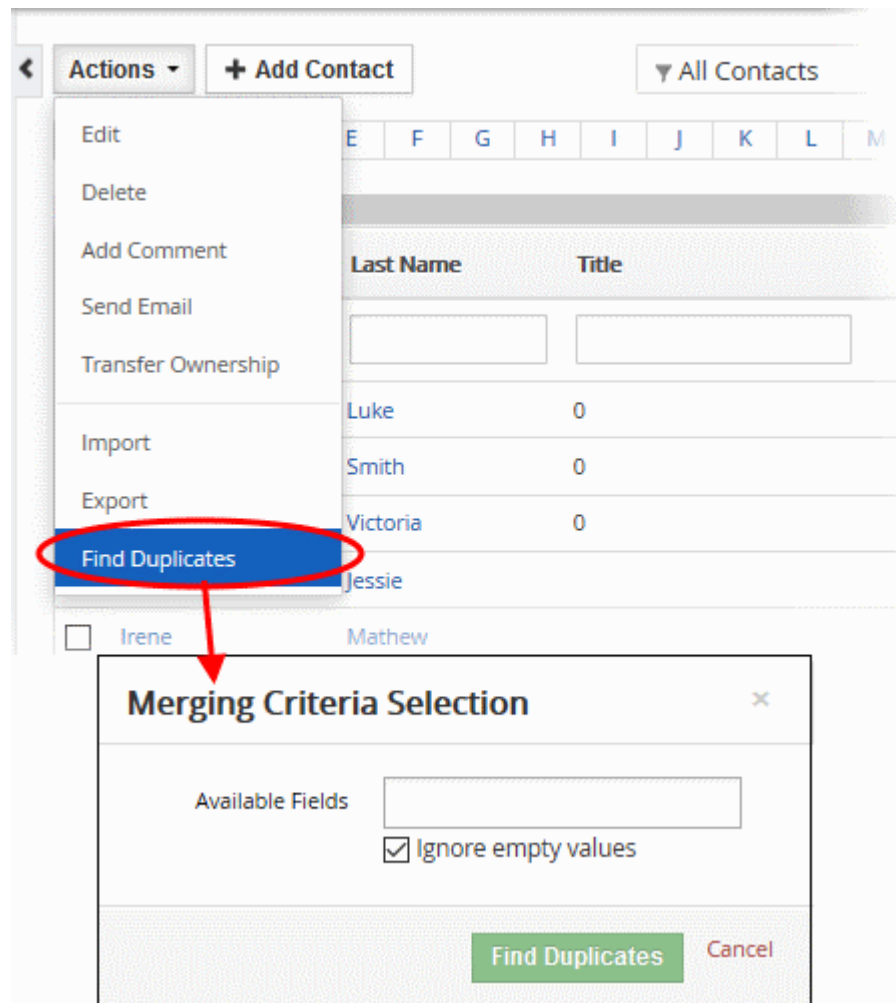 Actions + Add Contact All Contacts
Edit E F G H I J K L M
Delete
Add Comment Last Name Title
Send Email
Transfer Ownership
Luke 0
Import
Smith 0
Export
Victoria 0
Find Duplicates
Jessie
Irene Mathew
Merging Criteria Selection ×
Available Fields
Ignore empty values
Find Duplicates Cancel